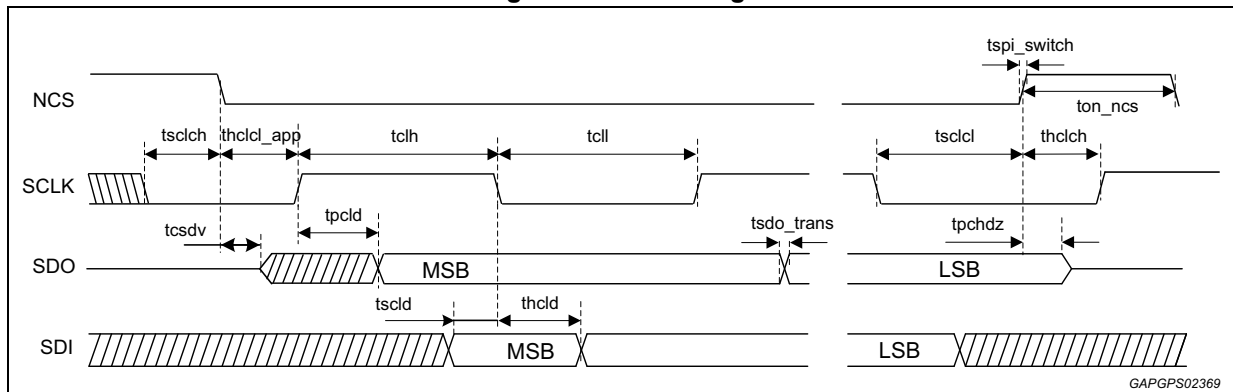 tspi_switch
NCS
ton_ncs
tsclch thclcl_app tclh tcll tsclcl thclch
SCLK
tcsdv tpcld tsdo_trans tpchdz
SDO MSB LSB
tscld thcld
SDI MSB LSB
GAPGPS02369